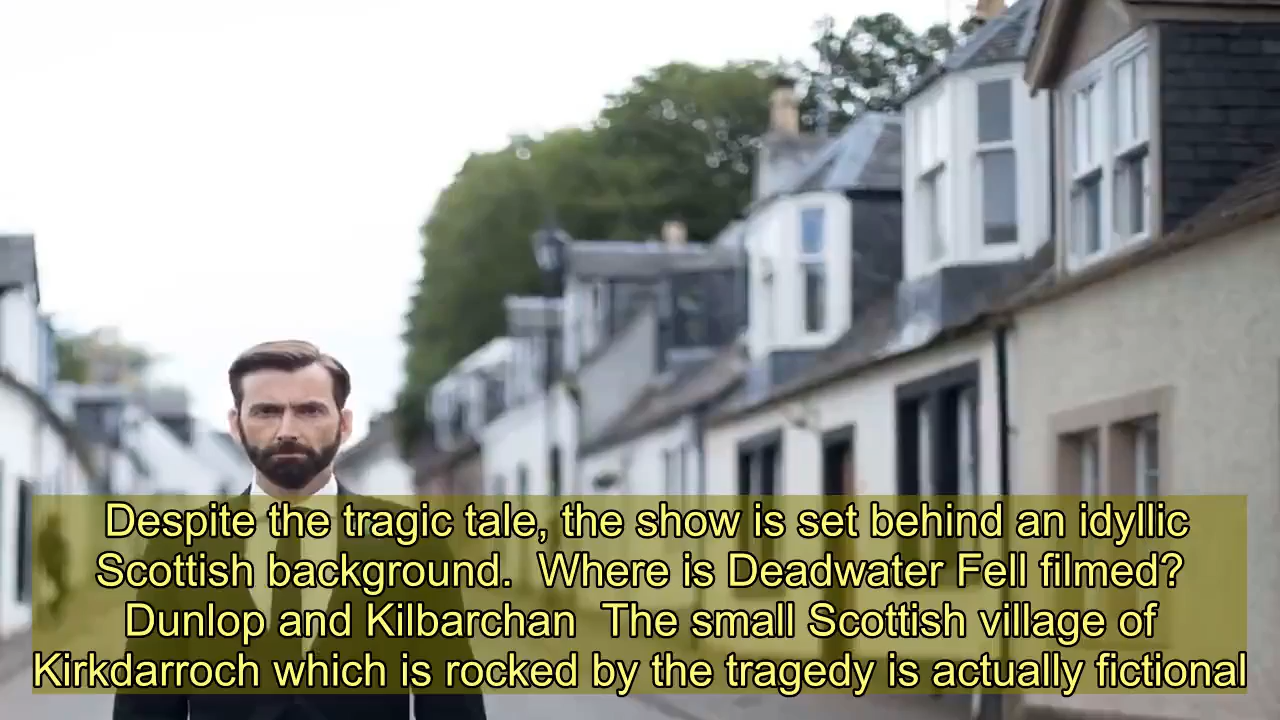 Despite the tragic tale, the show is set behind an idyllic
Scottish background.  Where is Deadwater Fell filmed?
Dunlop and Kilbarchan  The small Scottish village of
Kirkdarroch which is rocked by the tragedy is actually fictional